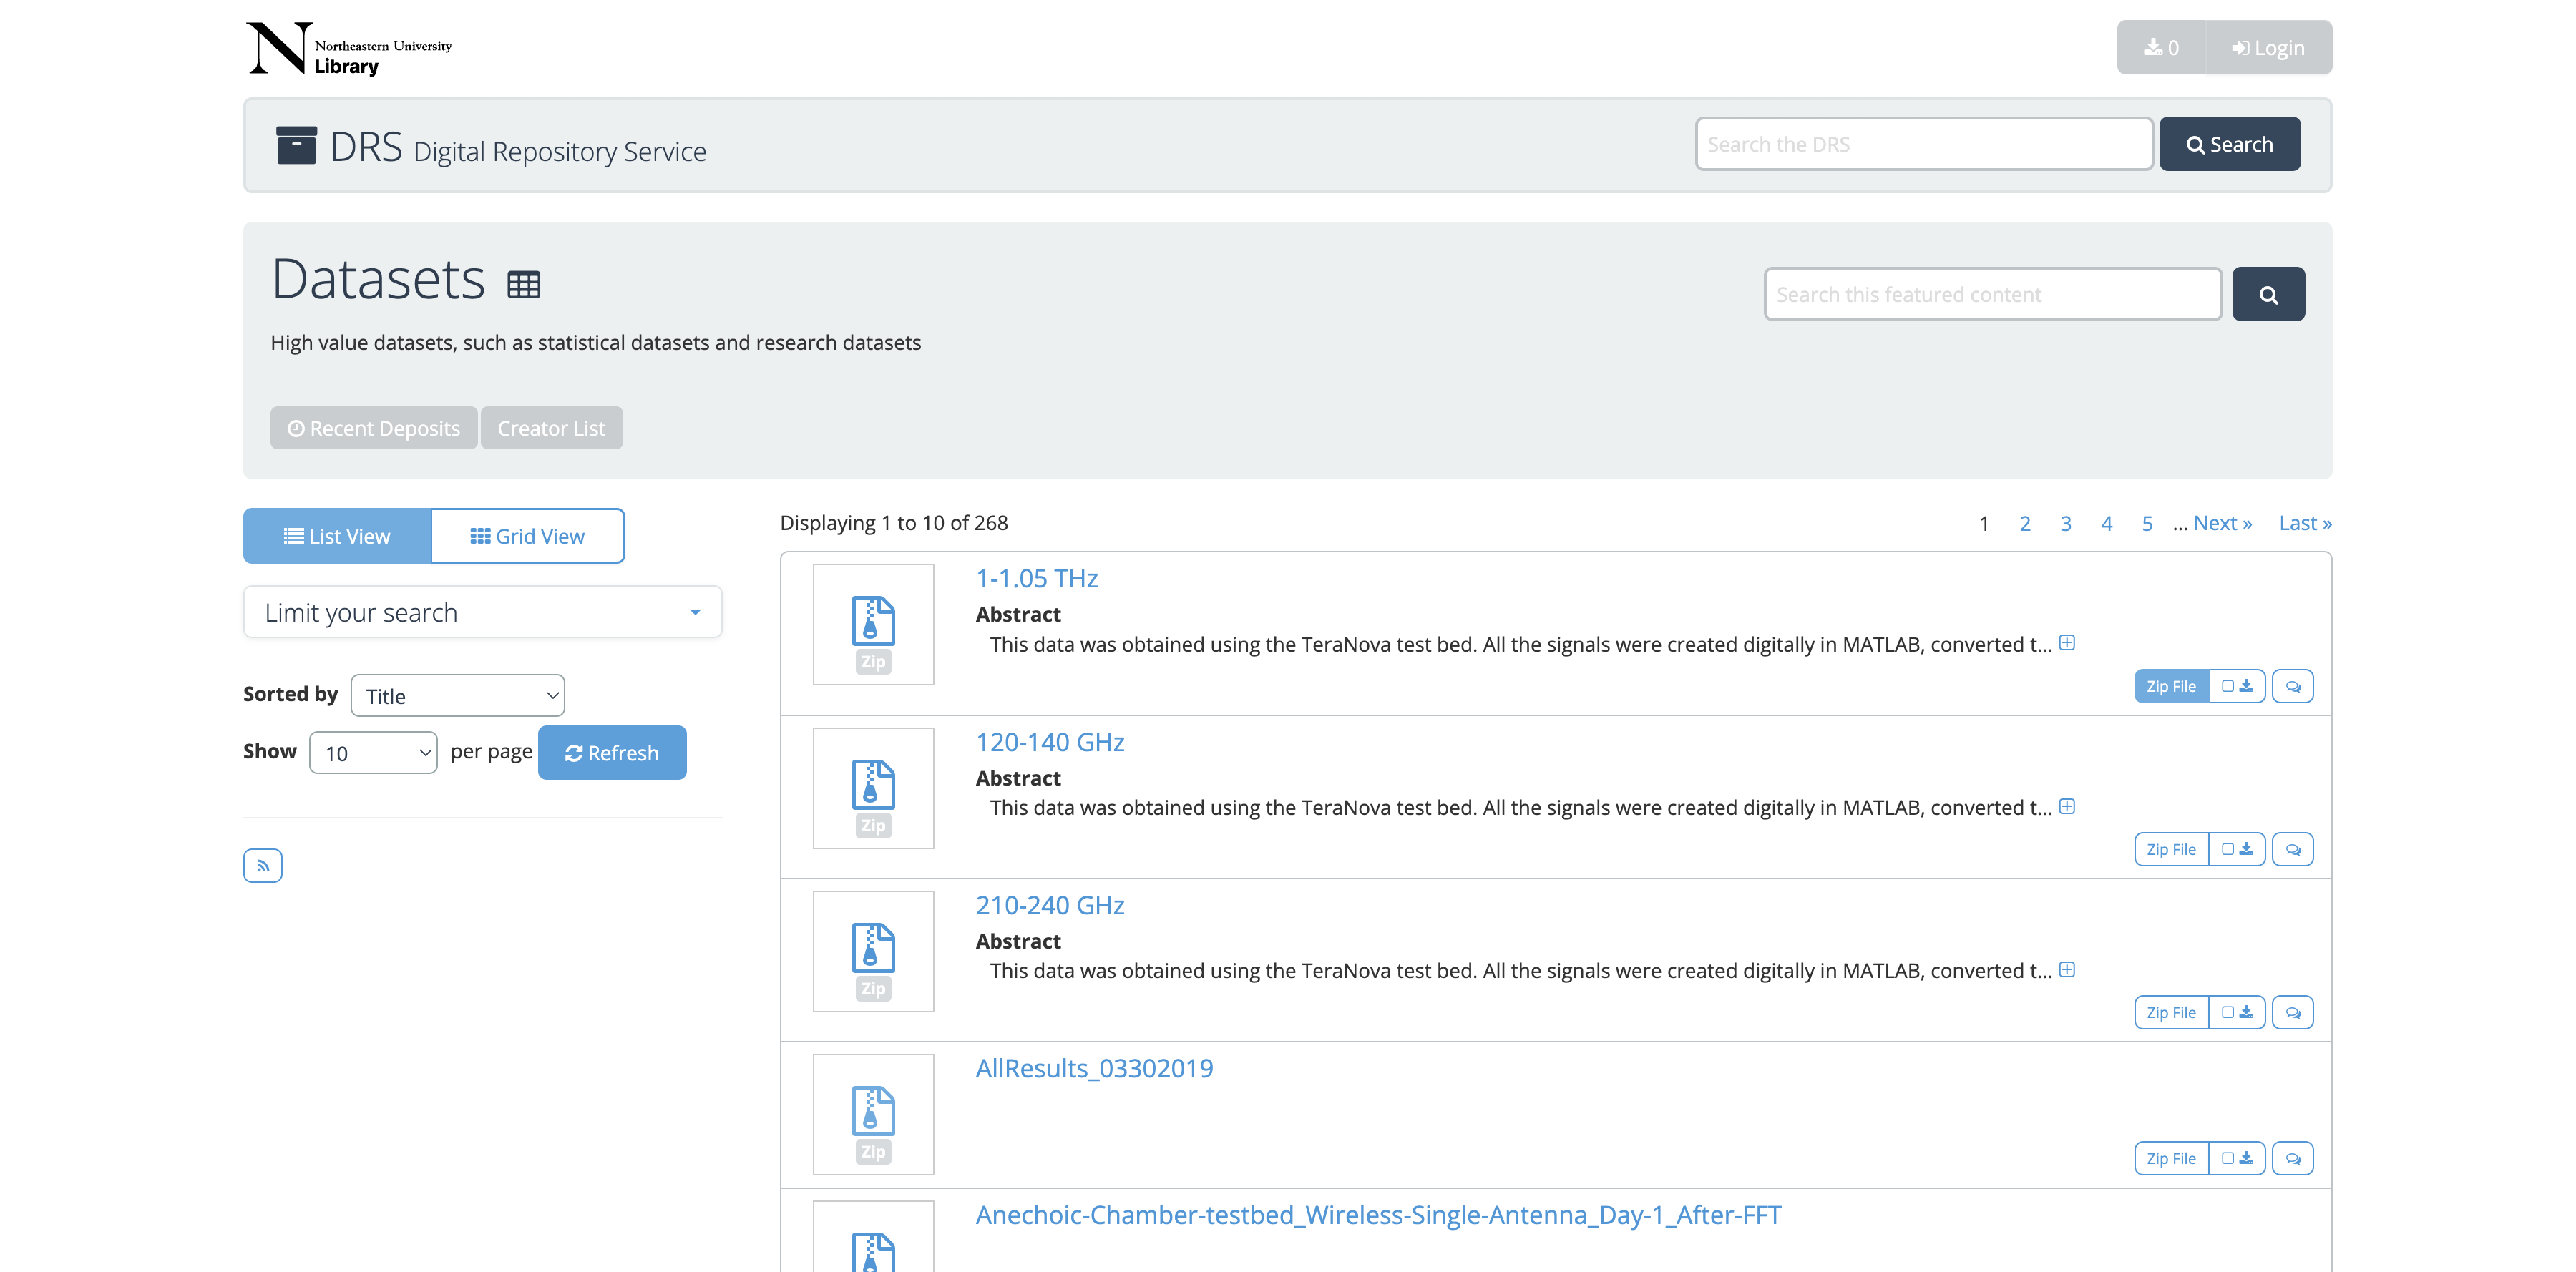 Northeastern University
Library
0
Login
DRS Digital Repository Service
Search the DRS
Search
Datasets
Search this featured content
High value datasets, such as statistical datasets and research datasets
Recent Deposits
Creator List
List View
Grid View
Displaying 1 to 10 of 268
1 2 3 4 5 ... Next » Last »
Limit your search
Sorted by Title
Show 10 per page Refresh
1-1.05 THz
Abstract
This data was obtained using the TeraNova test bed. All the signals were created digitally in MATLAB, converted t...
Zip
Zip File
120-140 GHz
Abstract
This data was obtained using the TeraNova test bed. All the signals were created digitally in MATLAB, converted t...
Zip
Zip File
210-240 GHz
Abstract
This data was obtained using the TeraNova test bed. All the signals were created digitally in MATLAB, converted t...
Zip
Zip File
AllResults_03302019
Zip
Zip File
Anechoic-Chamber-testbed_Wireless-Single-Antenna_Day-1_After-FFT